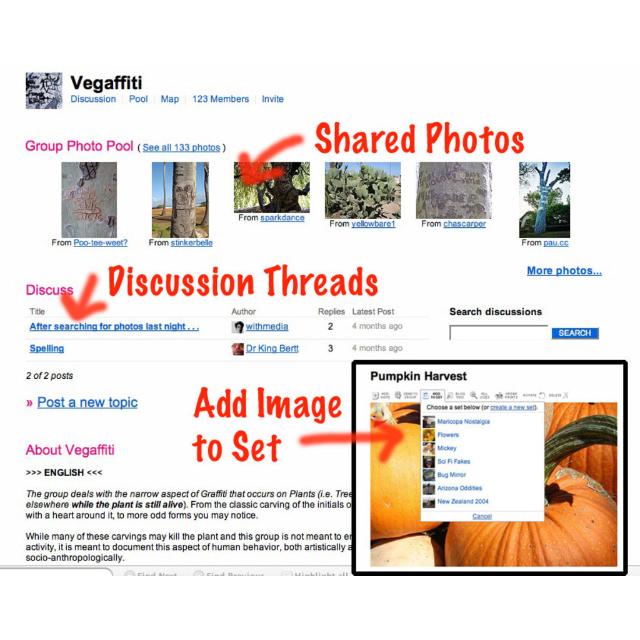 Vegaffiti
Discussion Pool Map 123 Members Invite
Group Photo Pool ( See all 133 photos )
Shared Photos
From Poo-tee-weet? From stinkerbelle From sparkdance From yellowbare1 From chascarper From pau.cc
More photos...
Discuss
Discussion Threads
Title Author Replies Latest Post
After searching for photos last night . . . withmedia 2 4 months ago
Spelling Dr King Bertt 3 4 months ago
2 of 2 posts
Search discussions
SEARCH
» Post a new topic
Add Image
to Set
Pumpkin Harvest
Choose a set below (or create a new set).
Maricopa Nostalgia
Flowers
Mickey
Sci Fi Fakes
Bug Mirror
Arizona Oddities
New Zealand 2004
Cancel
About Vegaffiti
>>> ENGLISH <<<
The group deals with the narrow aspect of Graffiti that occurs on Plants (i.e. Tree
elsewhere while the plant is still alive). From the classic carving of the initials o
with a heart around it, to more odd forms you may notice.
While many of these carvings may kill the plant and this group is not meant to en
activity, it is meant to document this aspect of human behavior, both artistically a
socio-anthropologically.
Find Next Find Previous Highlight all